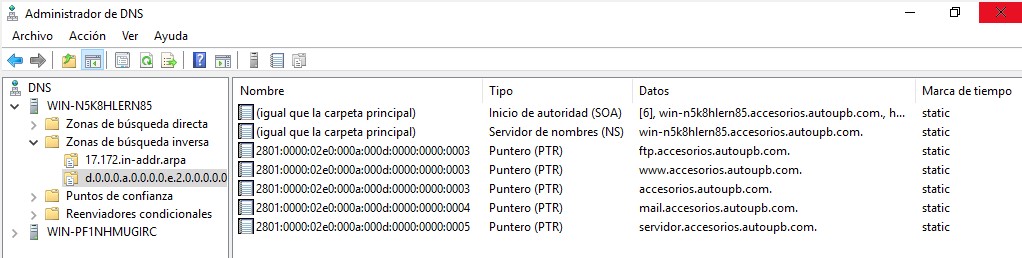 Administrador de DNS
Archivo Acción Ver Ayuda
DNS
WIN-N5K8HLERN85
Zonas de búsqueda directa
Zonas de búsqueda inversa
17.172.in-addr.arpa
d.0.0.0.a.0.0.0.0.e.2.0.0.0.0.0
Puntos de confianza
Reenviadores condicionales
WIN-PF1NHMUGIRC
Nombre Tipo Datos Marca de tiempo
(igual que la carpeta principal) Inicio de autoridad (SOA) [6], win-n5k8hlern85.accesorios.autoupb.com., h... static
(igual que la carpeta principal) Servidor de nombres (NS) win-n5k8hlern85.accesorios.autoupb.com. static
2801:0000:02e0:000a:000d:0000:0000:0003 Puntero (PTR) ftp.accesorios.autoupb.com. static
2801:0000:02e0:000a:000d:0000:0000:0003 Puntero (PTR) www.accesorios.autoupb.com. static
2801:0000:02e0:000a:000d:0000:0000:0003 Puntero (PTR) accesorios.autoupb.com. static
2801:0000:02e0:000a:000d:0000:0000:0004 Puntero (PTR) mail.accesorios.autoupb.com. static
2801:0000:02e0:000a:000d:0000:0000:0005 Puntero (PTR) servidor.accesorios.autoupb.com. static